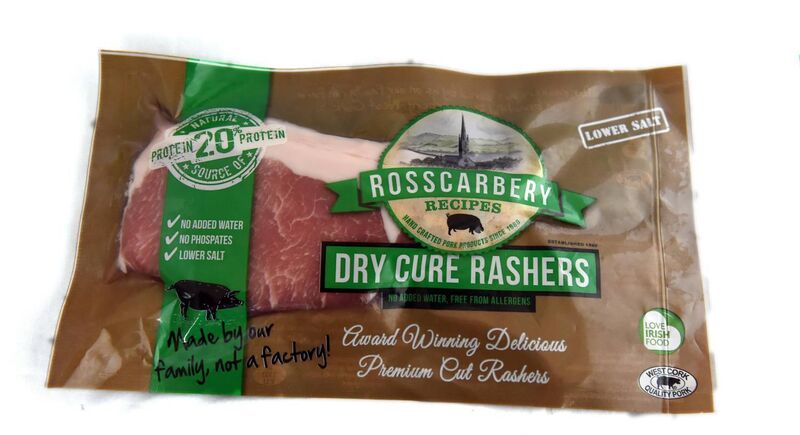 NATURAL
PROTEIN 20% PROTEIN
SOURCE OF
NO ADDED WATER
NO PHOSPATES
LOWER SALT
Made by our
family, not a factory!
ROSSCARBERY
RECIPES
HAND CRAFTED PORK PRODUCTS SINCE
ESTABLISHED
DRY CURE RASHERS
NO ADDED WATER, FREE FROM ALLERGENS
Award Winning Delicious
Premium Cut Rashers
LOWER SALT
LOVE
IRISH
FOOD
WEST CORK
QUALITY PORK